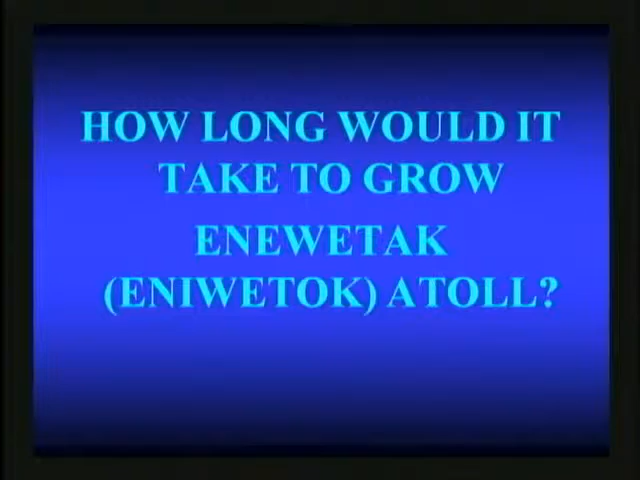 HOW LONG WOULD IT
TAKE TO GROW
ENEWETAK
(ENIWETOK) ATOLL?